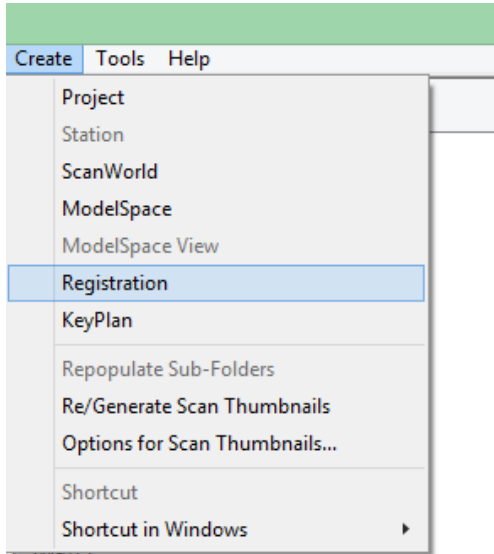 Create Tools Help
Project
Station
ScanWorld
ModelSpace
ModelSpace View
Registration
KeyPlan
Repopulate Sub-Folders
Re/Generate Scan Thumbnails
Options for Scan Thumbnails...
Shortcut
Shortcut in Windows